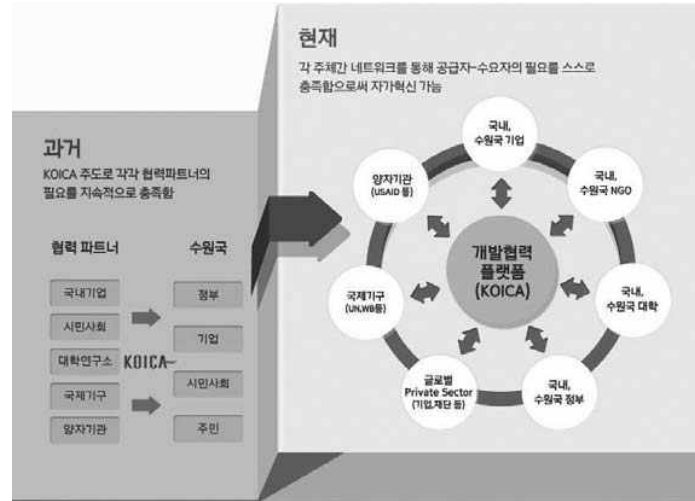 현재
각 주체간 네트워크를 통해 공급자-수요자의 필요를 스스로
충족함으로써 자가혁신 가능
과거
KOICA 주도로 각각 협력파트너의
필요를 지속적으로 충족함
협력 파트너
수원국
국내기업
시민사회
대학연구소
국제기구
양자기관
KOICA
정부
기업
시민사회
주민
개발협력
플랫폼
(KOICA)
국내,
수원국 기업
국내,
수원국 NGO
국내,
수원국 대학
국내,
수원국 정부
글로벌
Private Sector
(기업,재단 등)
국제기구
(UN,WB등)
양자기관
(USAID 등)